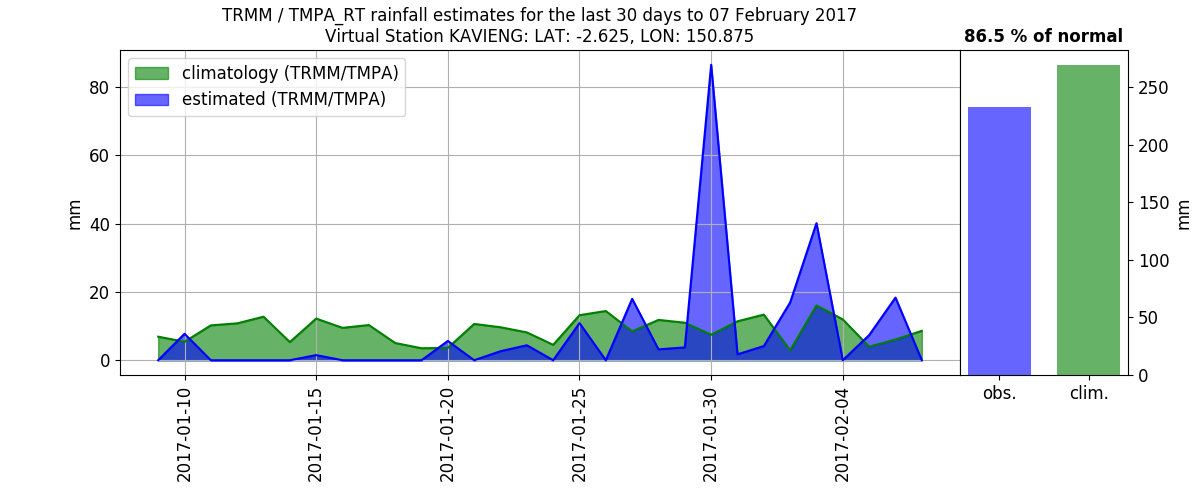 TRMM / TMPA_RT rainfall estimates for the last 30 days to 07 February 2017
Virtual Station KAVIENG: LAT: -2.625, LON: 150.875
86.5 % of normal
climatology (TRMM/TMPA)
estimated (TRMM/TMPA)
mm
80
60
40
20
0
2017-01-10
2017-01-15
2017-01-20
2017-01-25
2017-01-30
2017-02-04
250
200
150
100
50
0
mm
obs.
clim.